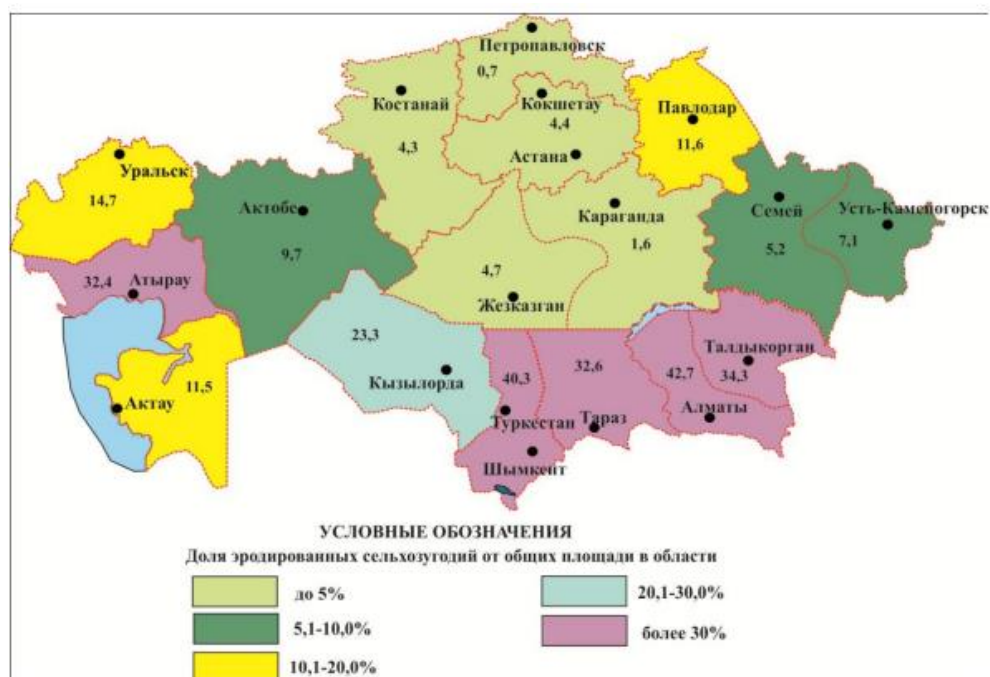 Петропавловск
0,7
Костанай
Кокшетау
Павлодар
4,4
11,6
4,3
Астана
Уральск
14,7
Актобе
9,7
Караганда
1,6
Семей
5,2
Усть-Каменогорск
7,1
32,4
Атырау
4,7
Жезказган
23,3
Кызылорда
40,3
32,6
42,7
Талдыкорган
34,3
11,5
Актау
Туркестан
Тараз
Алматы
Шымкент
УСЛОВНЫЕ ОБОЗНАЧЕНИЯ
Доля эродированных сельхозугодий от общих площади в области
до 5%
20,1-30,0%
5,1-10,0%
более 30%
10,1-20,0%